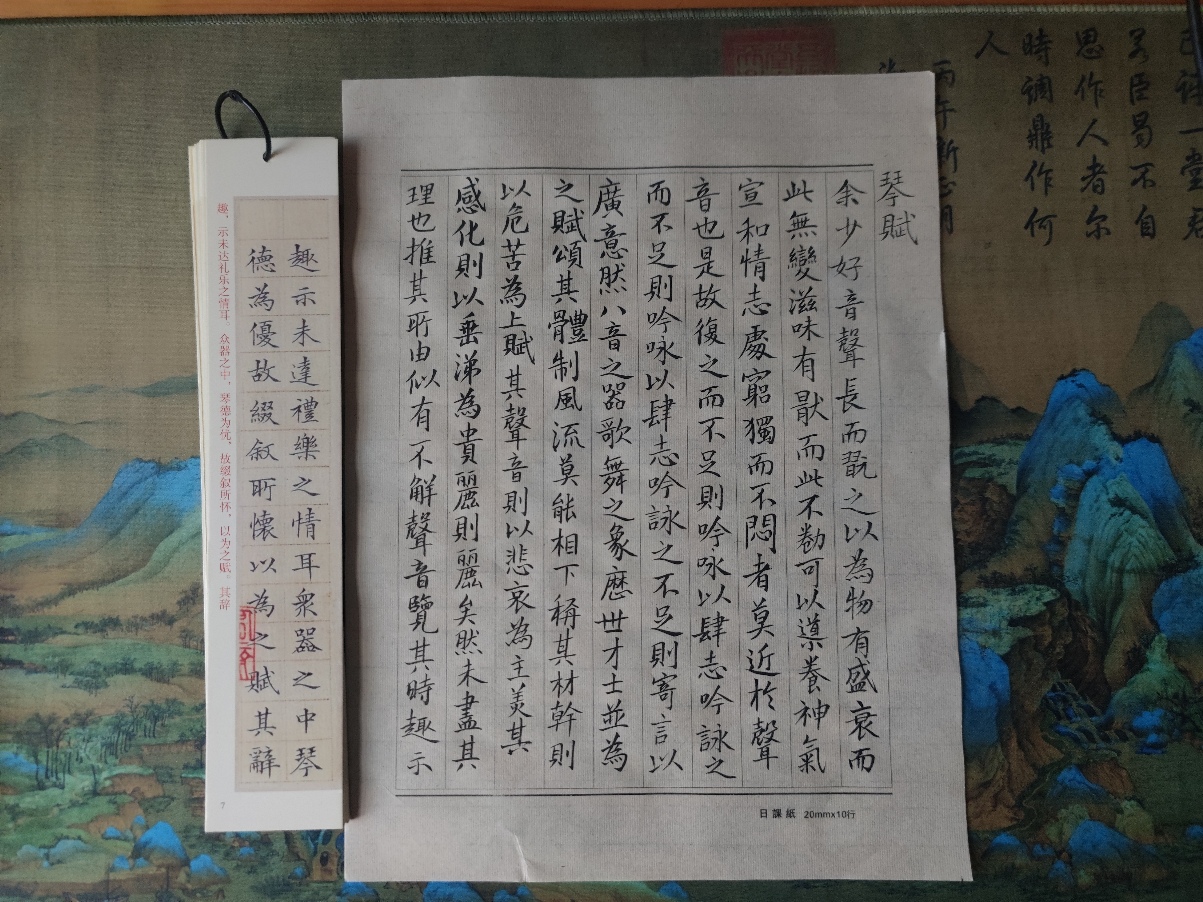 琴賦
余少好音聲長而翫之以為物有盛衰而
此無變滋味有猒而此不勌可以導養神氣
宣和情志處窮獨而不悶者莫近於聲
音也是故復之而不足則吟咏以肆志吟詠之
而不足則吟咏以肆志吟詠之不足則寄言以
廣意然八音之器歌舞之象歷世才士並為
之賦頌其體制風流莫能相下稱其材幹則
以危苦為上賦其聲音則以悲哀為主美其
感化則以垂涕為貴麗則麗矣然未盡其
理也推其所由似有不解聲音覽其時趣示
日課紙 20mmx10行
趣示未達禮樂之情耳衆器之中琴
德為優故綴叙所懷以為之賦其辭
趣，示未达礼乐之情耳。众器之中，琴德为优，故缀叙所怀，以为之赋。其辞
7
人
時調鼎作何
思作人者尔
若臣曷不自